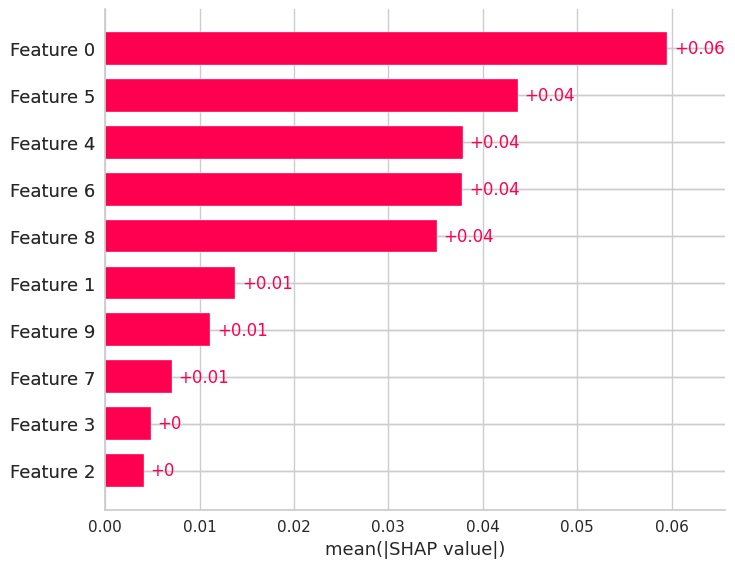 Feature 0 +0.06
Feature 5 +0.04
Feature 4 +0.04
Feature 6 +0.04
Feature 8 +0.04
Feature 1 +0.01
Feature 9 +0.01
Feature 7 +0.01
Feature 3 +0
Feature 2 +0
0.00 0.01 0.02 0.03 0.04 0.05 0.06
mean(|SHAP value|)